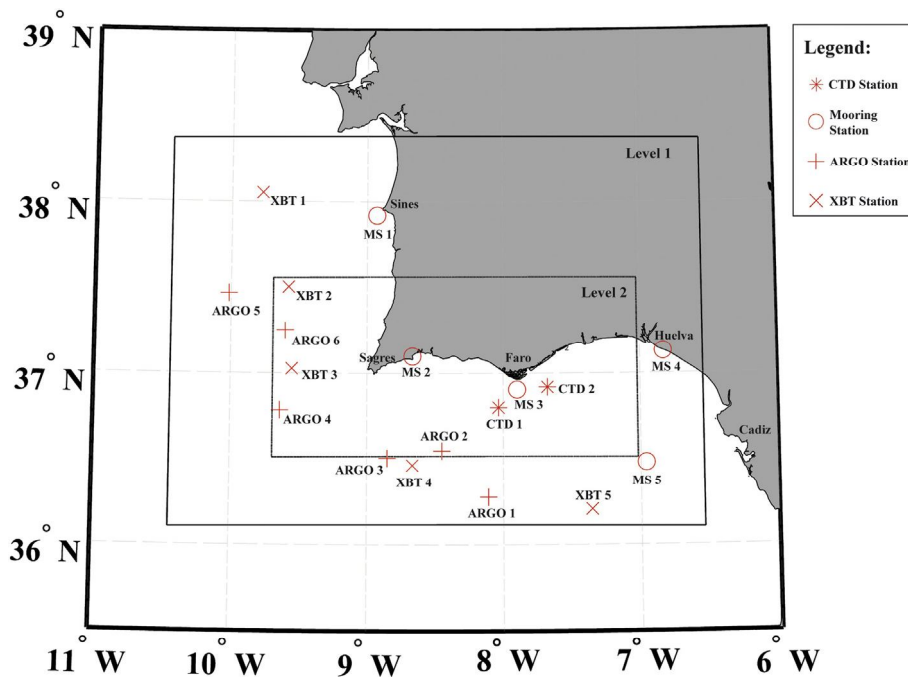 39° N
Legend:
CTD Station
Mooring
Station
ARGO Station
XBT Station
Level 1
38° N
XBT 1
Sines
MS 1
XBT 2
Level 2
ARGO 5
ARGO 6
Huelva
Sagres
Faro
MS 2
MS 4
37° N
XBT 3
MS 3
CTD 2
ARGO 4
CTD 1
Cadiz
ARGO 2
ARGO 3
XBT 4
MS 5
XBT 5
ARGO 1
36° N
11° W
10° W
9° W
8° W
7° W
6° W